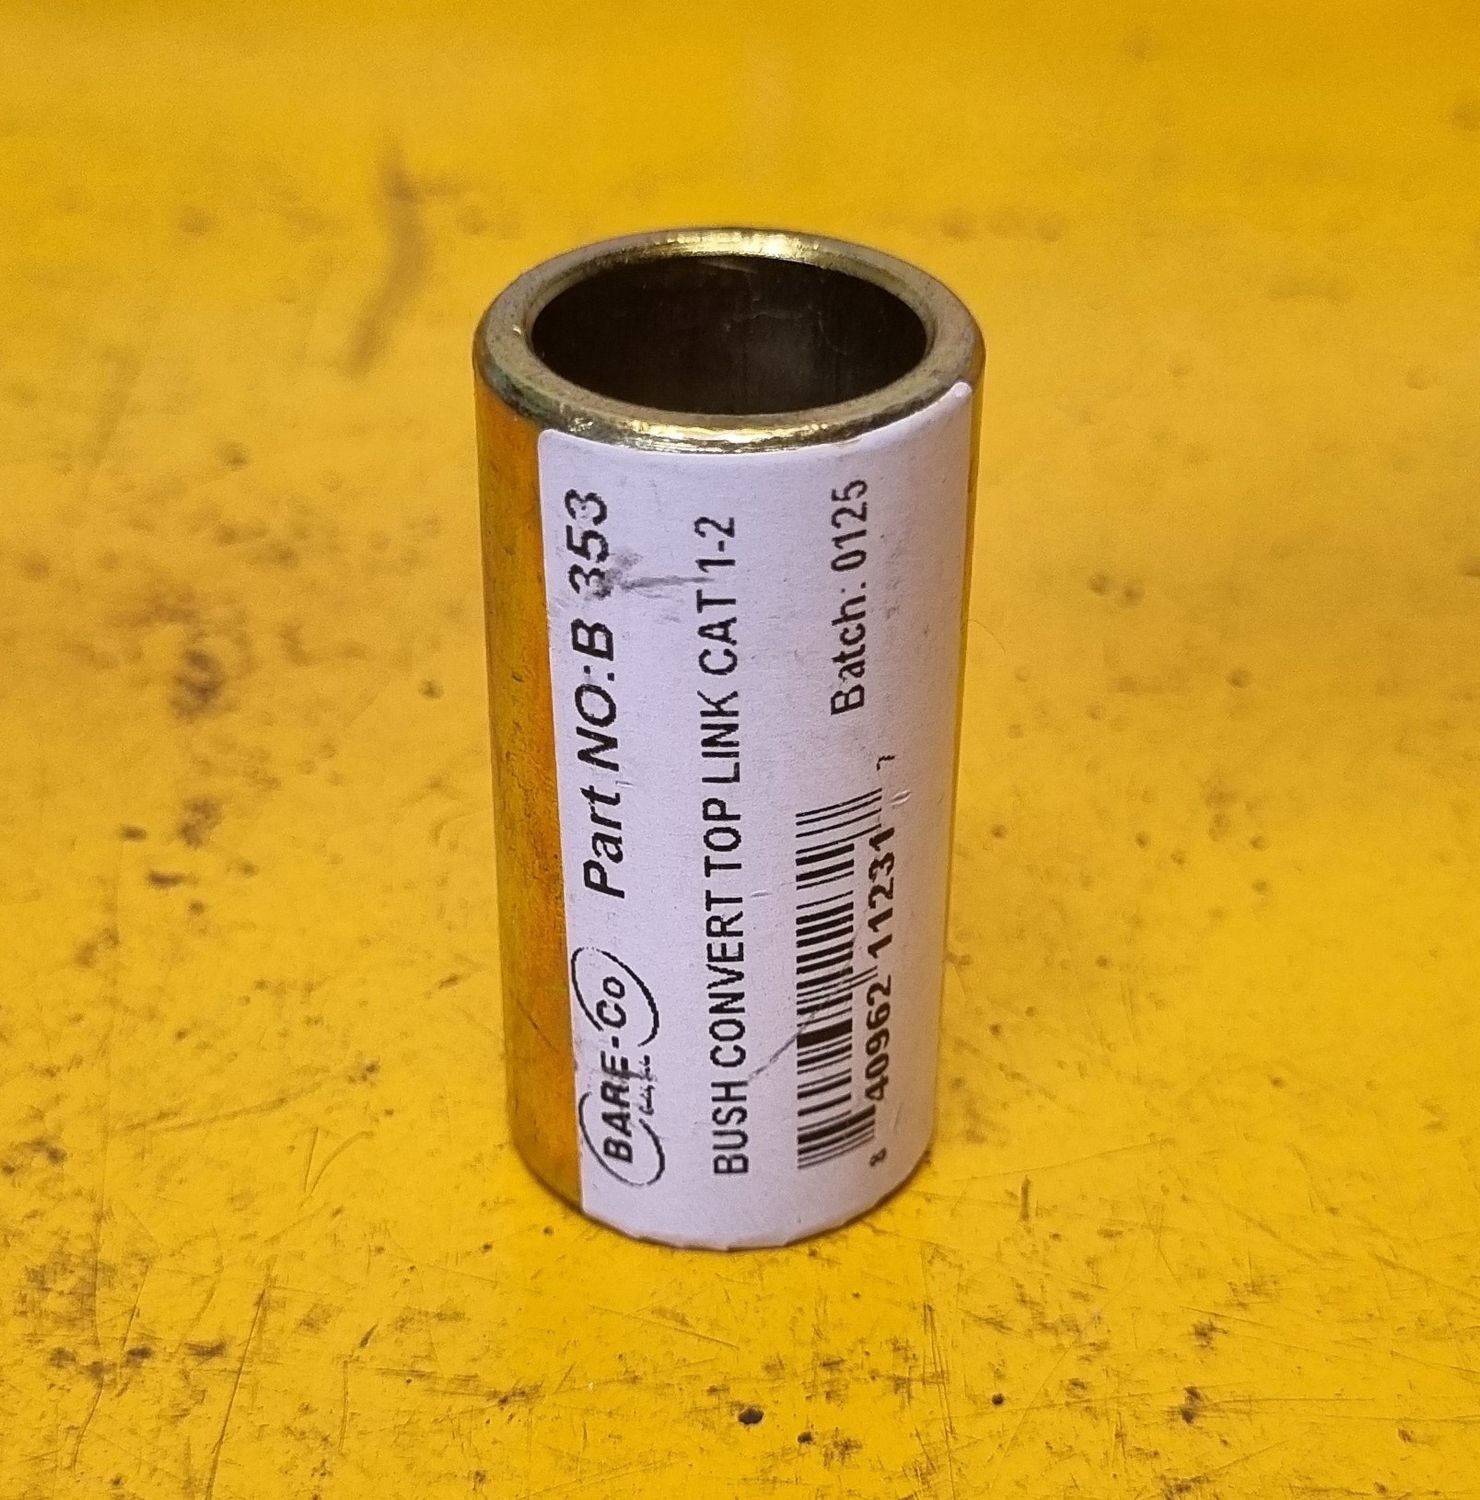 BARE-Co Part NO:B 353
BUSH CONVERT TOP LINK CAT 1-2
Batch: 0125
8 40962 11231 7